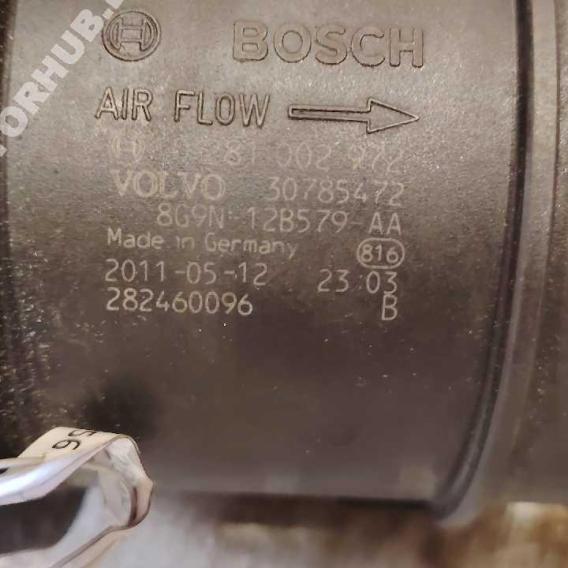 BOSCH
AIR FLOW
281 002 972
VOLVO 30785472
8G9N-12B579-AA
Made in Germany 816
2011-05-12 23:03
282460096 B